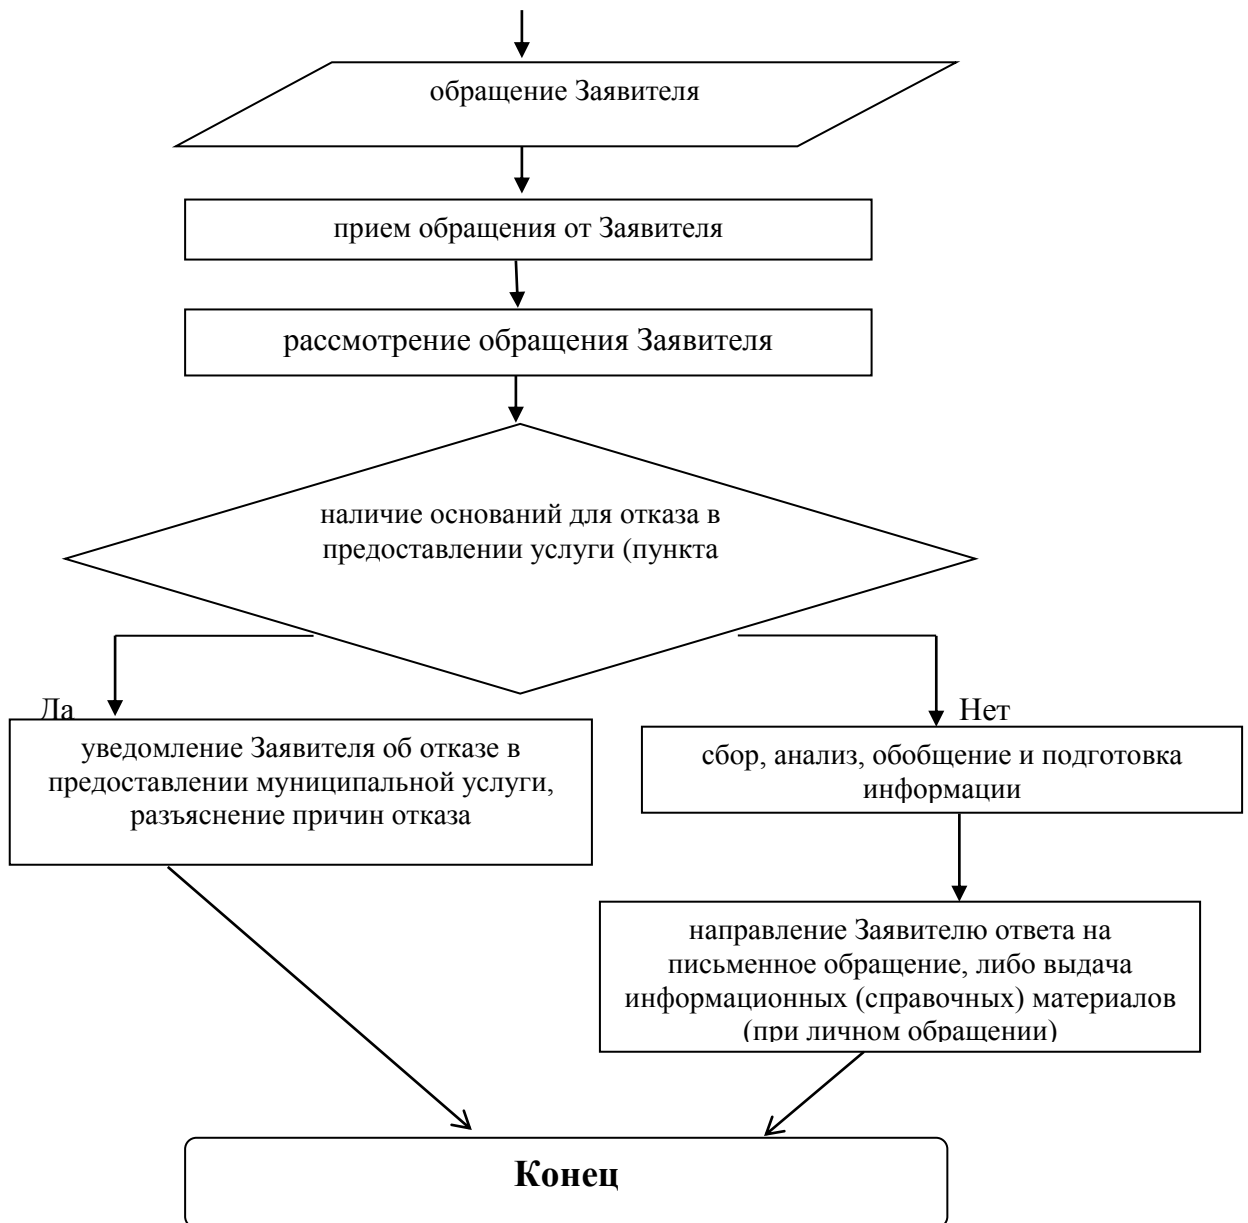 обращение Заявителя
прием обращения от Заявителя
рассмотрение обращения Заявителя
наличие оснований для отказа в
предоставлении услуги (пункта
Да
Нет
уведомление Заявителя об отказе в
предоставлении муниципальной услуги,
разъяснение причин отказа
сбор, анализ, обобщение и подготовка
информации
направление Заявителю ответа на
письменное обращение, либо выдача
информационных (справочных) материалов
(при личном обращении)
Конец